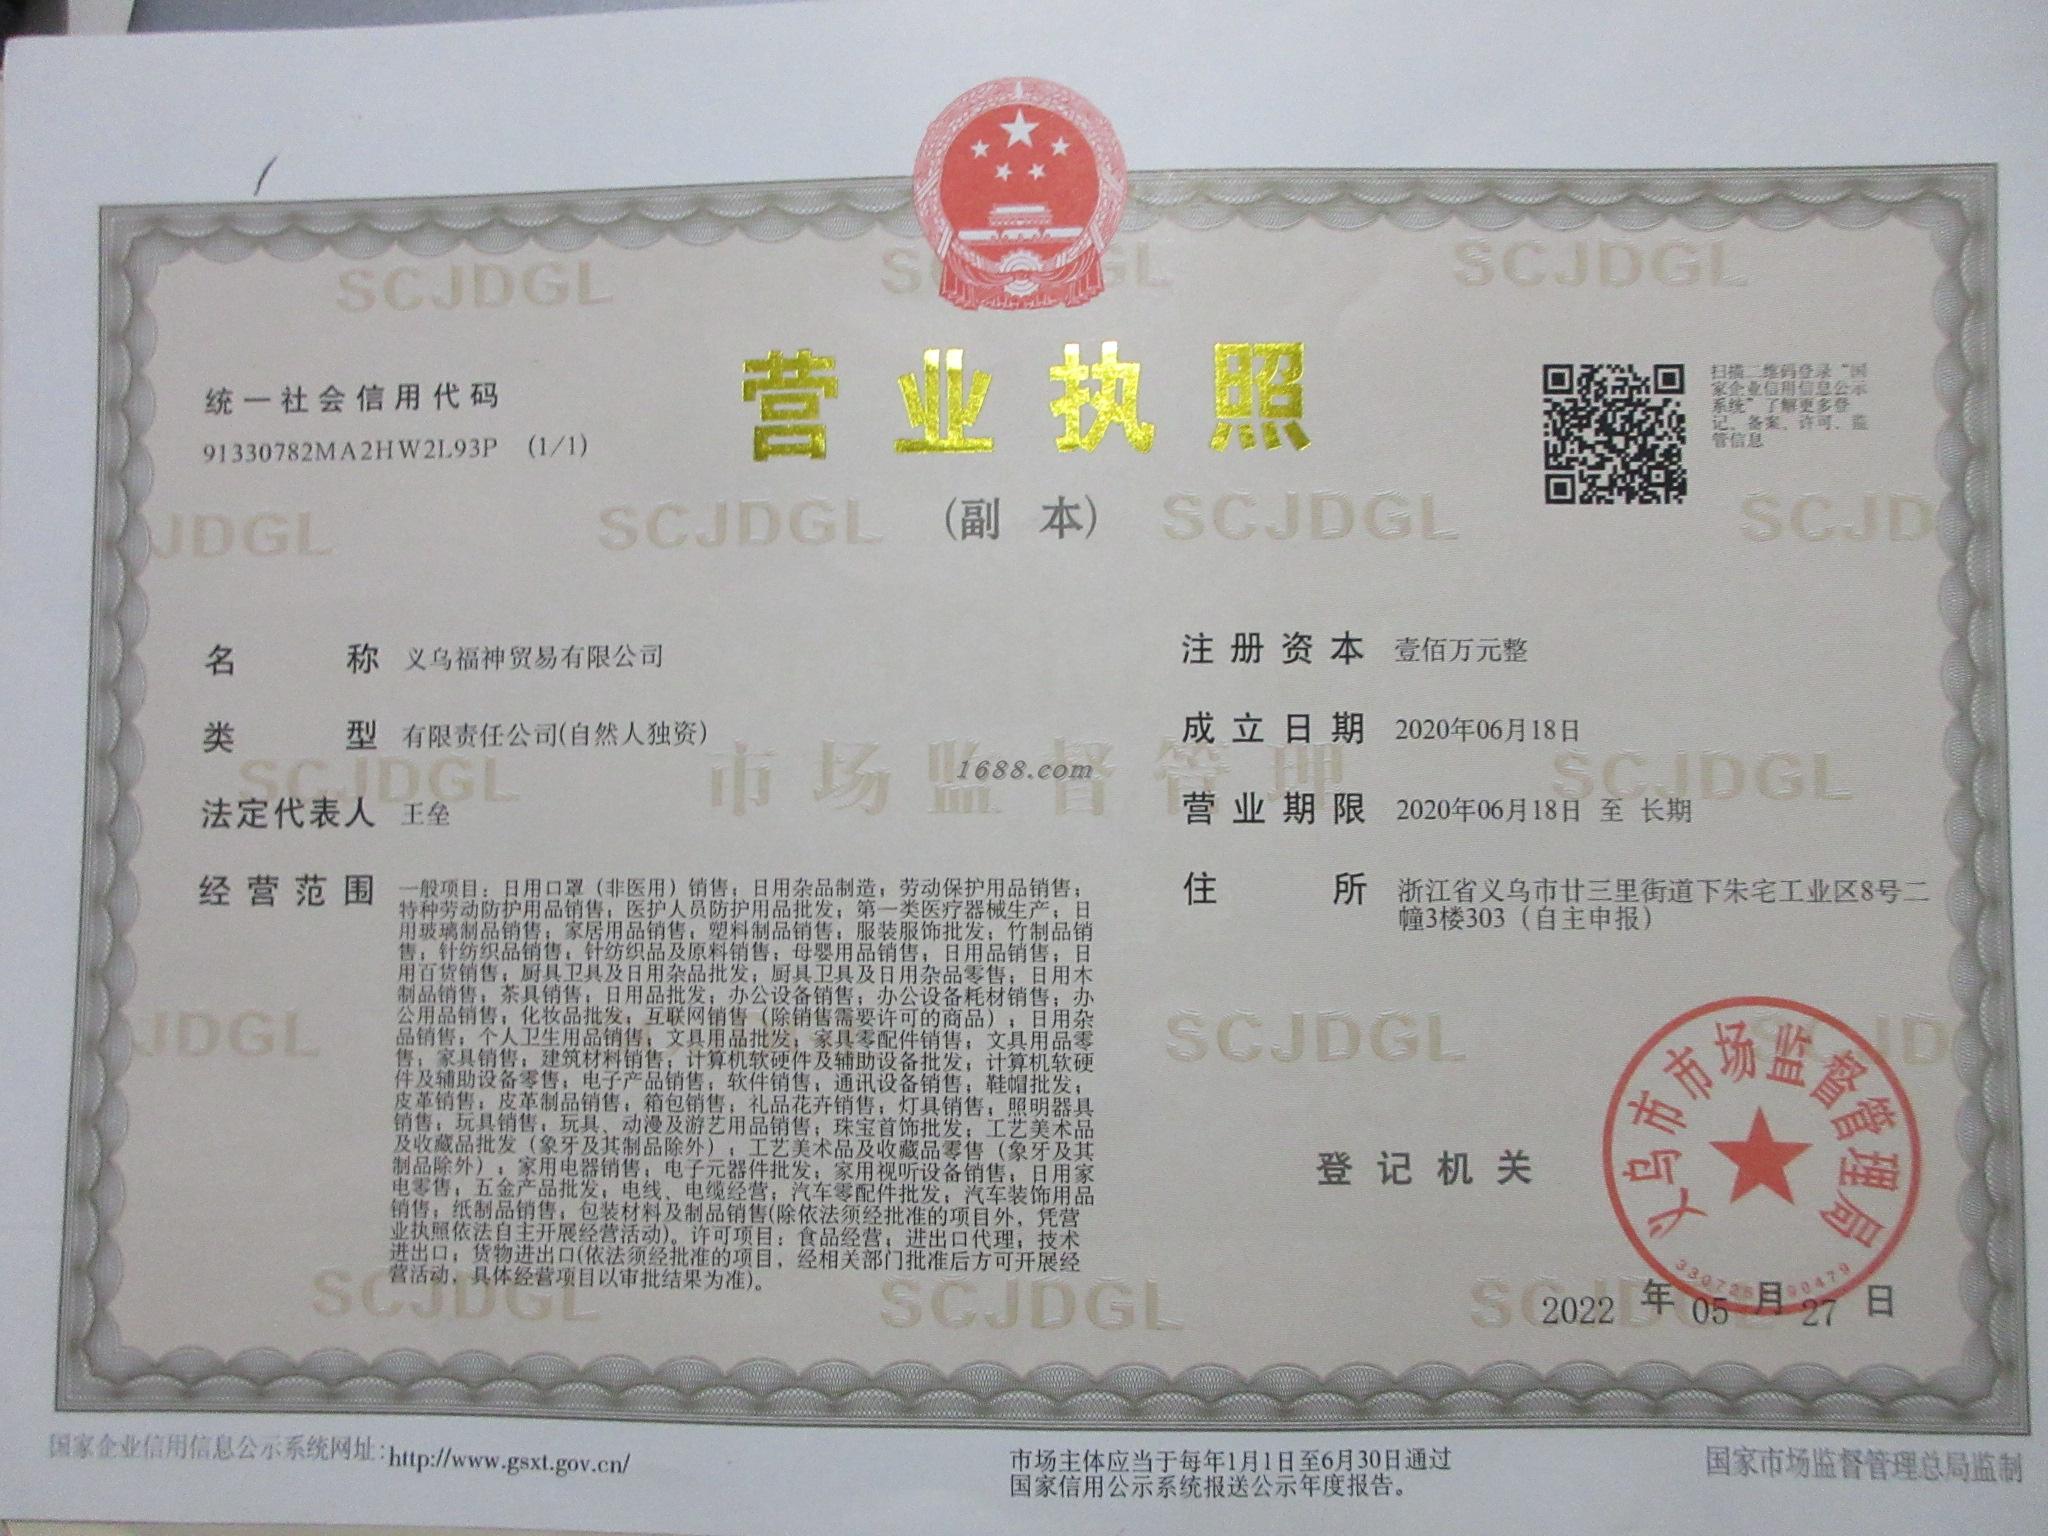 SCJDGL
SCJDGL
统一社会信用代码
91330782MA2HW2L93P (1/1)
营业执照
(副 本)
扫描二维码登录“国
家企业信用信息公示
系统”了解更多登
记、备案、许可、监
管信息
JDGL
SCJDGL
SCJDGL
SCJD
名 称 义乌福神贸易有限公司
类 型 有限责任公司(自然人独资)
法定代表人 王垒
经营范围 一般项目：日用口罩（非医用）销售；日用杂品制造；劳动保护用品销售；
特种劳动防护用品销售；医护人员防护用品批发；第一类医疗器械生产；日
用玻璃制品销售；家居用品销售；塑料制品销售；服装服饰批发；竹制品销
售；针纺织品销售；针纺织品及原料销售；母婴用品销售；日用品销售；日
用百货销售；厨具卫具及日用杂品批发；厨具卫具及日用杂品零售；日用木
制品销售；茶具销售；日用品批发；办公设备销售；办公设备耗材销售；办
公用品销售；化妆品批发；互联网销售（除销售需要许可的商品）；日用杂
品销售；个人卫生用品销售；文具用品批发；家具零配件销售；文具用品零
售；家具销售；建筑材料销售；计算机软硬件及辅助设备批发；计算机软硬
件及辅助设备零售；电子产品销售；软件销售；通讯设备销售；鞋帽批发；
皮革销售；皮革制品销售；箱包销售；礼品花卉销售；灯具销售；照明器具
销售；玩具销售；玩具、动漫及游艺用品销售；珠宝首饰批发；工艺美术品
及收藏品批发（象牙及其制品除外）；工艺美术品及收藏品零售（象牙及其
制品除外）；家用电器销售；电子元器件批发；家用视听设备销售；日用家
电零售；五金产品批发；电线、电缆经营；汽车零配件批发；汽车装饰用品
销售；纸制品销售；包装材料及制品销售(除依法须经批准的项目外，凭营
业执照依法自主开展经营活动)。许可项目：食品经营；进出口代理；技术
进出口；货物进出口(依法须经批准的项目，经相关部门批准后方可开展经
营活动，具体经营项目以审批结果为准)。
注册资本 壹佰万元整
成立日期 2020年06月18日
营业期限 2020年06月18日 至 长期
住 所 浙江省义乌市廿三里街道下朱宅工业区8号二
幢3楼303（自主申报）
SCJDGL
市场监督管理
1688.com
SCJDGL
JDGL
SCJDGL
登记机关
义乌市市场监督管理局
2022 年 05 月 27 日
SCJDGL
SCJDGL
国家企业信用信息公示系统网址：http://www.gsxt.gov.cn/
市场主体应当于每年1月1日至6月30日通过
国家信用公示系统报送公示年度报告。
国家市场监督管理总局监制